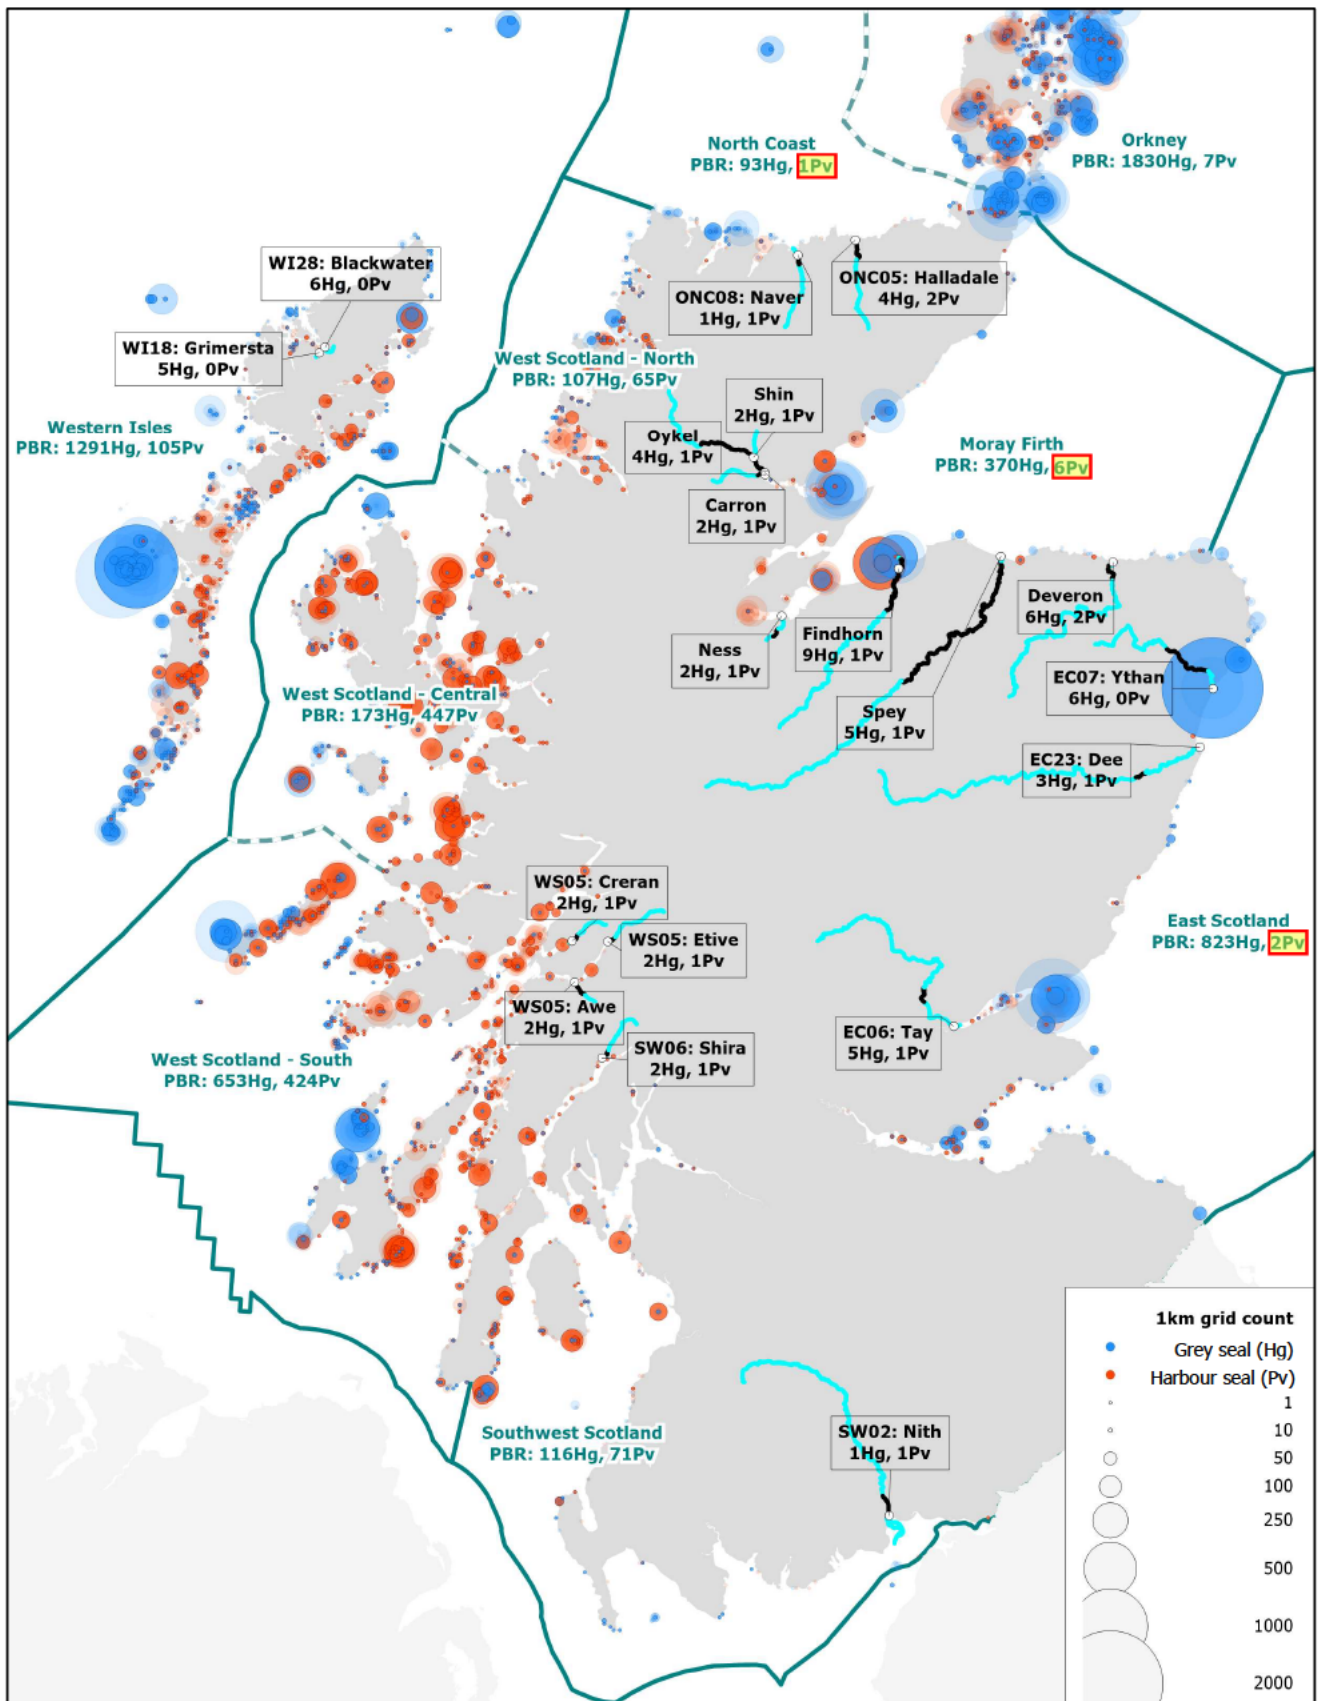 North Coast
PBR: 93Hg, 1Pv
Orkney
PBR: 1830Hg, 7Pv
WI28: Blackwater
6Hg, 0Pv
ONC08: Naver
1Hg, 1Pv
ONC05: Halladale
4Hg, 2Pv
WI18: Grimersta
5Hg, 0Pv
West Scotland - North
PBR: 107Hg, 65Pv
Shin
2Hg, 1Pv
Western Isles
PBR: 1291Hg, 105Pv
Oykel
4Hg, 1Pv
Moray Firth
PBR: 370Hg, 6Pv
Carron
2Hg, 1Pv
Deveron
6Hg, 2Pv
Ness
2Hg, 1Pv
Findhorn
9Hg, 1Pv
EC07: Ythan
6Hg, 0Pv
West Scotland - Central
PBR: 173Hg, 447Pv
Spey
5Hg, 1Pv
EC23: Dee
3Hg, 1Pv
WS05: Creran
2Hg, 1Pv
East Scotland
PBR: 823Hg, 2Pv
WS05: Etive
2Hg, 1Pv
WS05: Awe
2Hg, 1Pv
EC06: Tay
5Hg, 1Pv
West Scotland - South
PBR: 653Hg, 424Pv
SW06: Shira
2Hg, 1Pv
Southwest Scotland
PBR: 116Hg, 71Pv
SW02: Nith
1Hg, 1Pv
1km grid count
Grey seal (Hg)
Harbour seal (Pv)
1
10
50
100
250
500
1000
2000